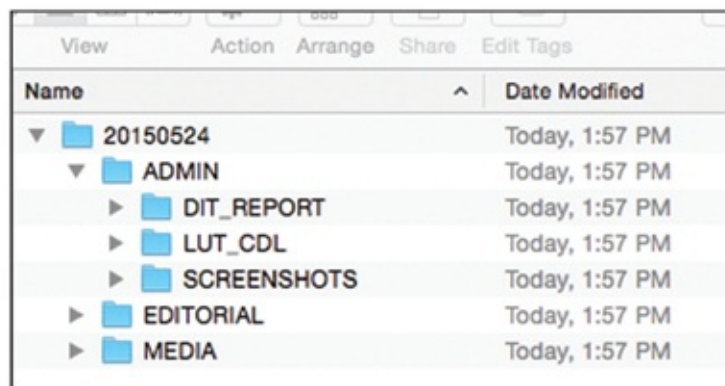 View Action Arrange Share Edit Tags
Name Date Modified
20150524 Today, 1:57 PM
ADMIN Today, 1:57 PM
DIT_REPORT Today, 1:57 PM
LUT_CDL Today, 1:57 PM
SCREENSHOTS Today, 1:57 PM
EDITORIAL Today, 1:57 PM
MEDIA Today, 1:57 PM